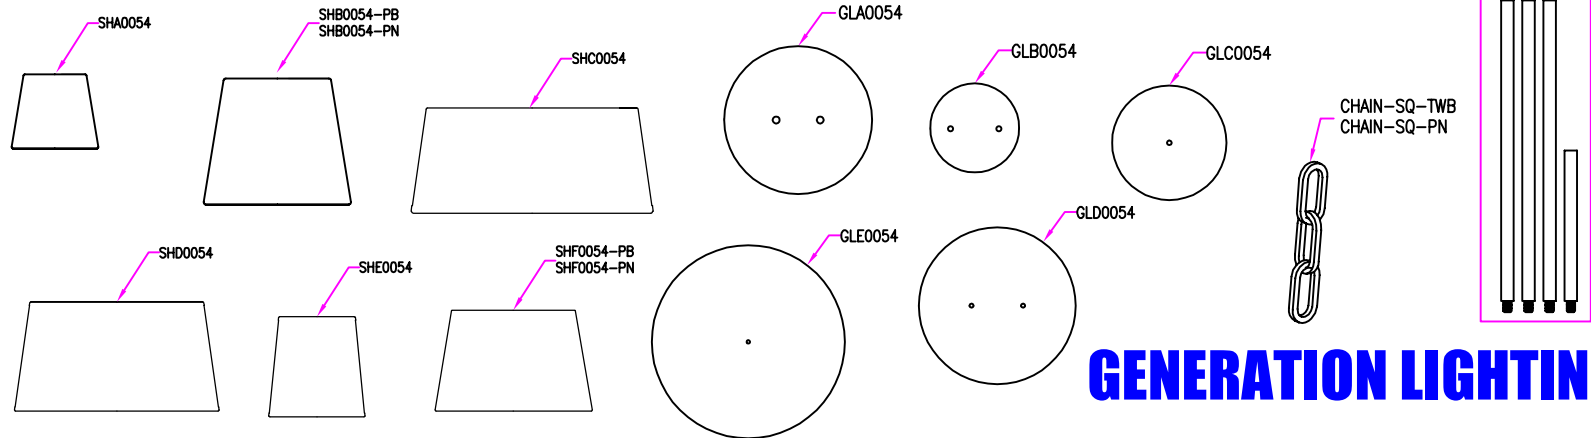 SHA0054
SHB0054-PB
SHB0054-PN
SHC0054
GLA0054
GLB0054
GLC0054
CHAIN-SQ-TWB
CHAIN-SQ-PN
SHD0054
SHE0054
SHF0054-PB
SHF0054-PN
GLE0054
GLD0054
GENERATION LIGHTIN